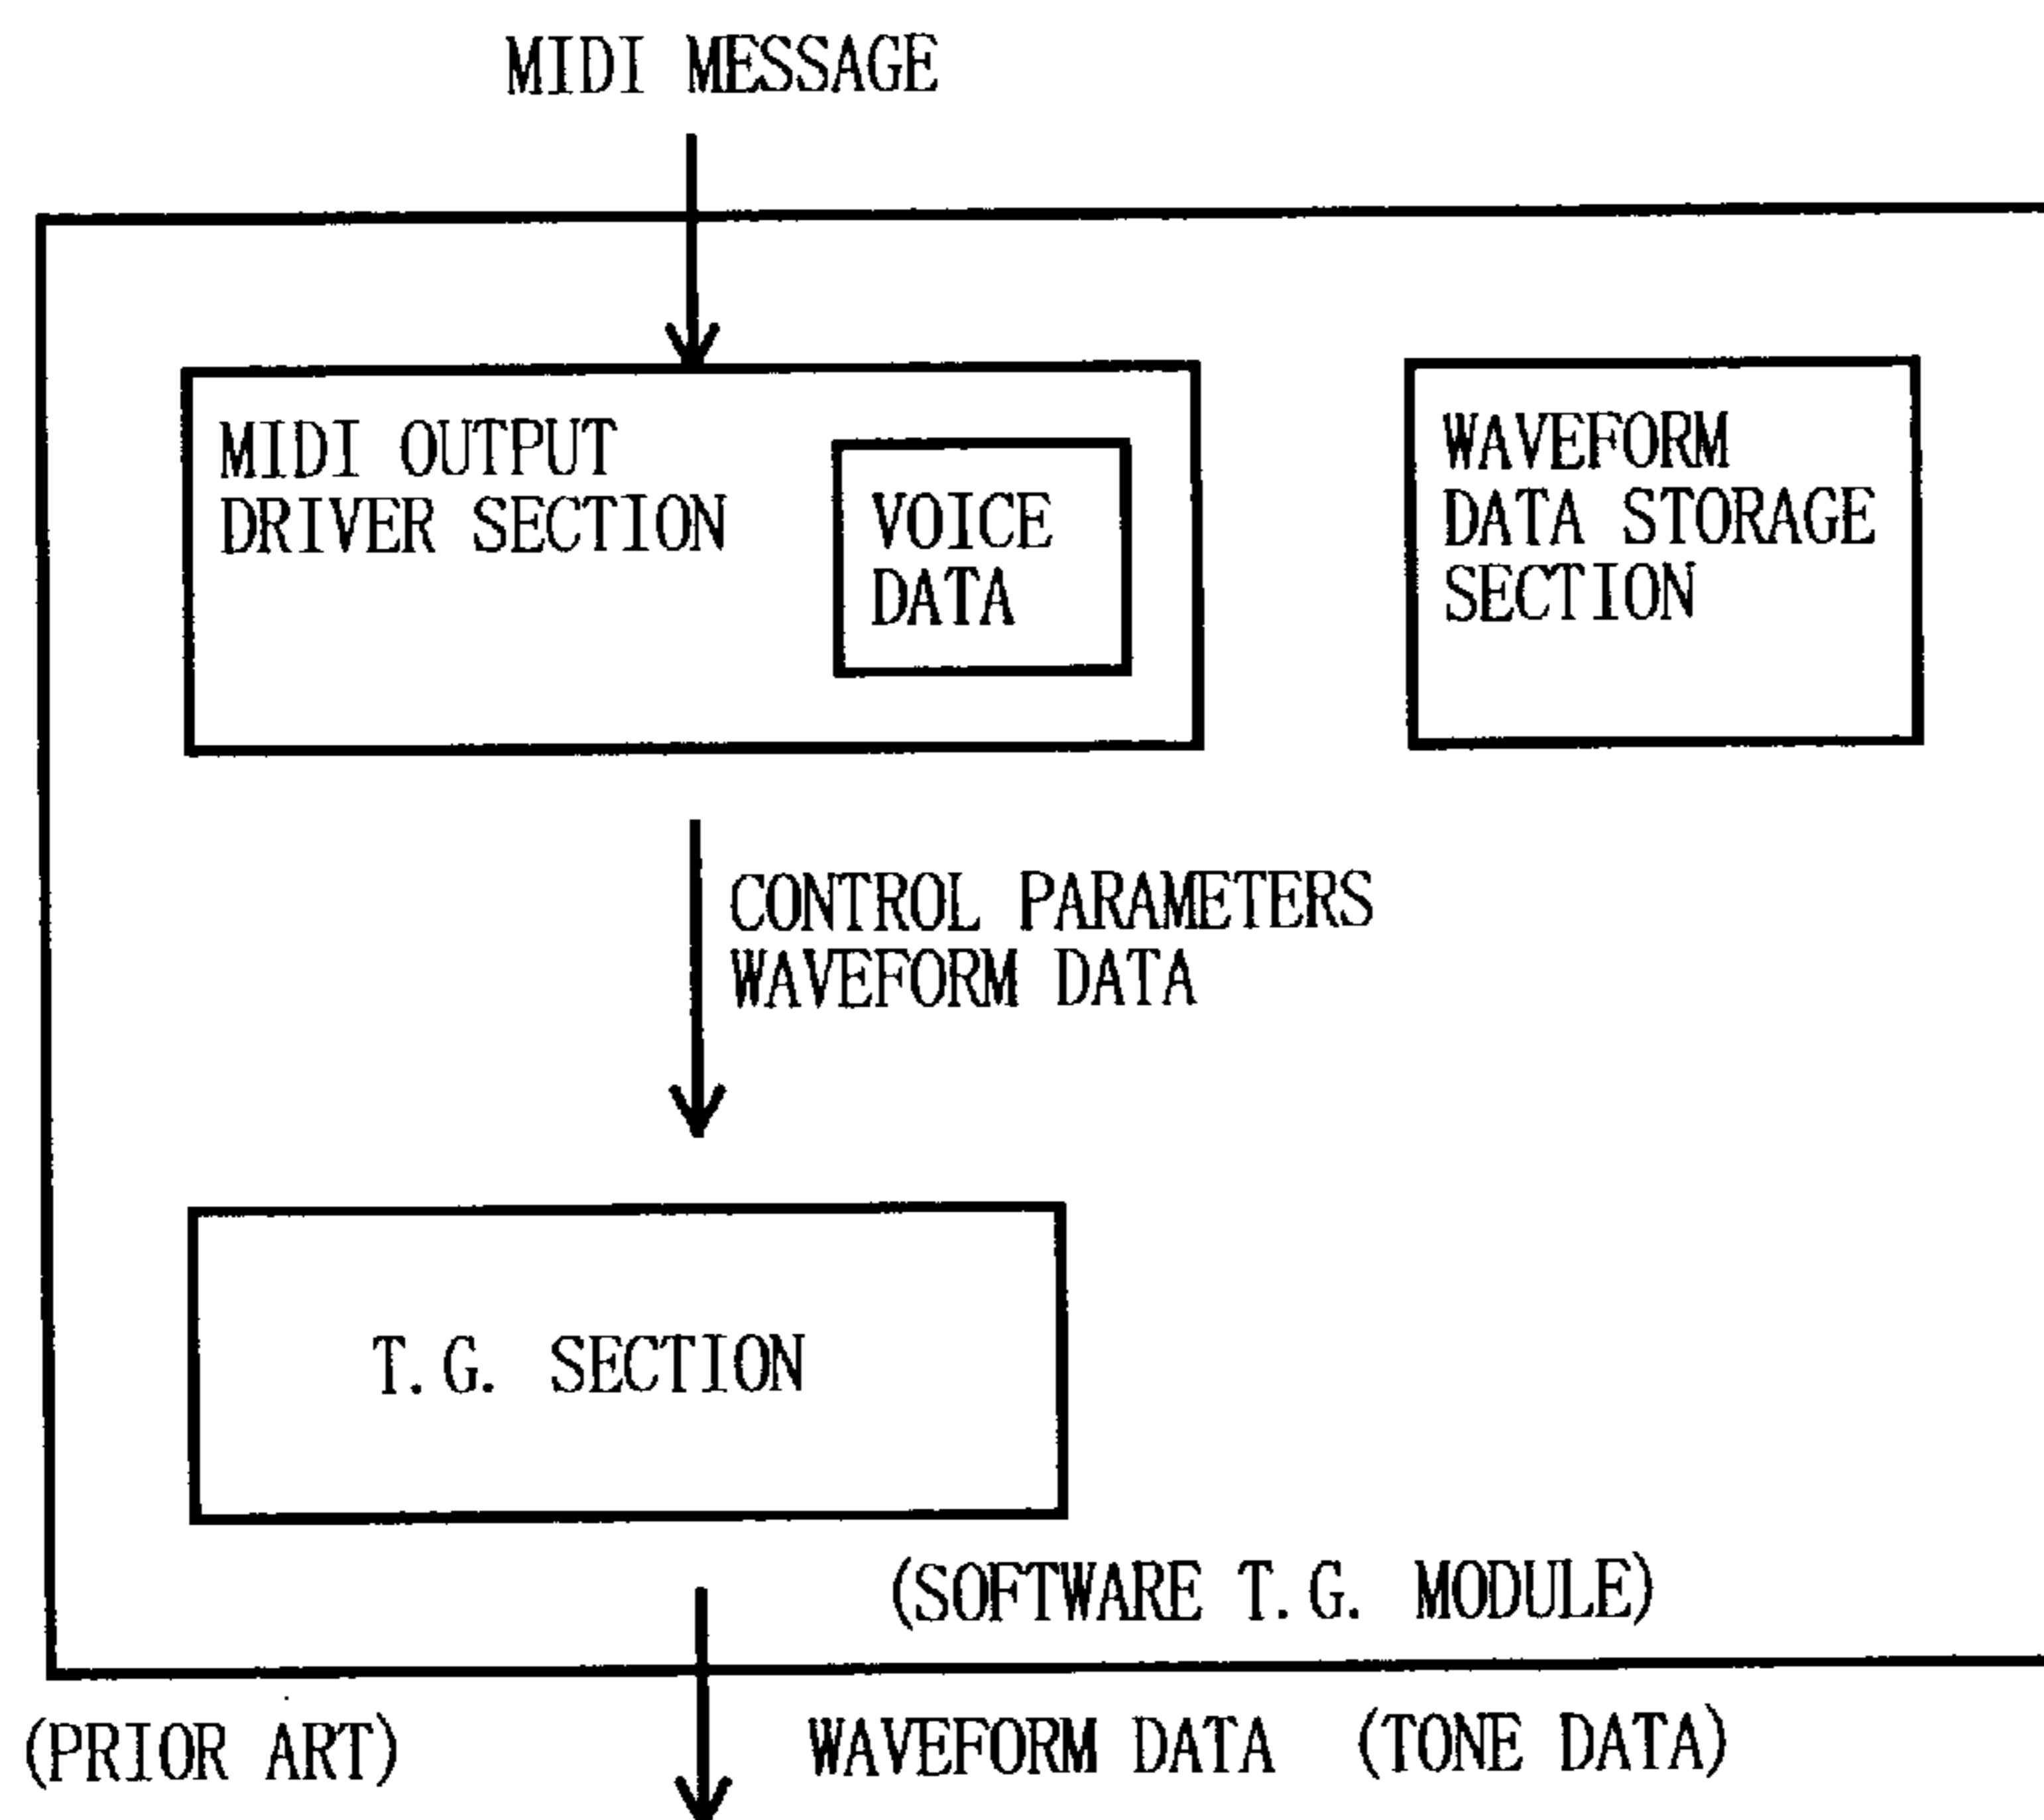 MIDI MESSAGE
MIDI OUTPUT
DRIVER SECTION
VOICE
DATA
WAVEFORM
DATA STORAGE
SECTION
CONTROL PARAMETERS
WAVEFORM DATA
T.G. SECTION
(SOFTWARE T.G. MODULE)
(PRIOR ART)
WAVEFORM DATA (TONE DATA)